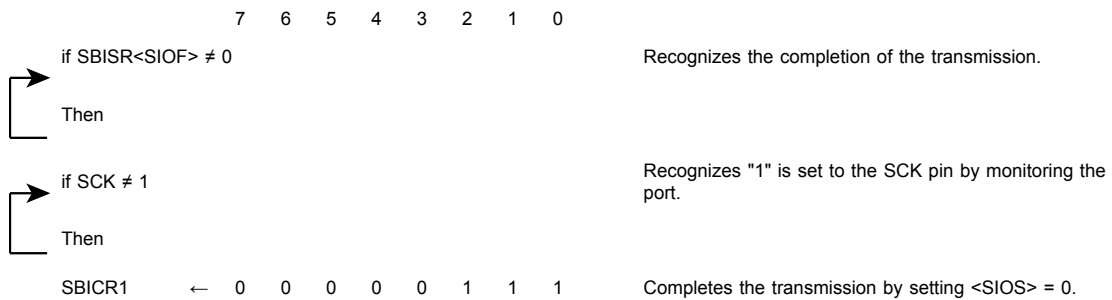 7 6 5 4 3 2 1 0
if SBISR<SIOF> ≠ 0 Recognizes the completion of the transmission.
Then
if SCK ≠ 1 Recognizes "1" is set to the SCK pin by monitoring the
port.
Then
SBICR1 ← 0 0 0 0 0 1 1 1 Completes the transmission by setting <SIOS> = 0.